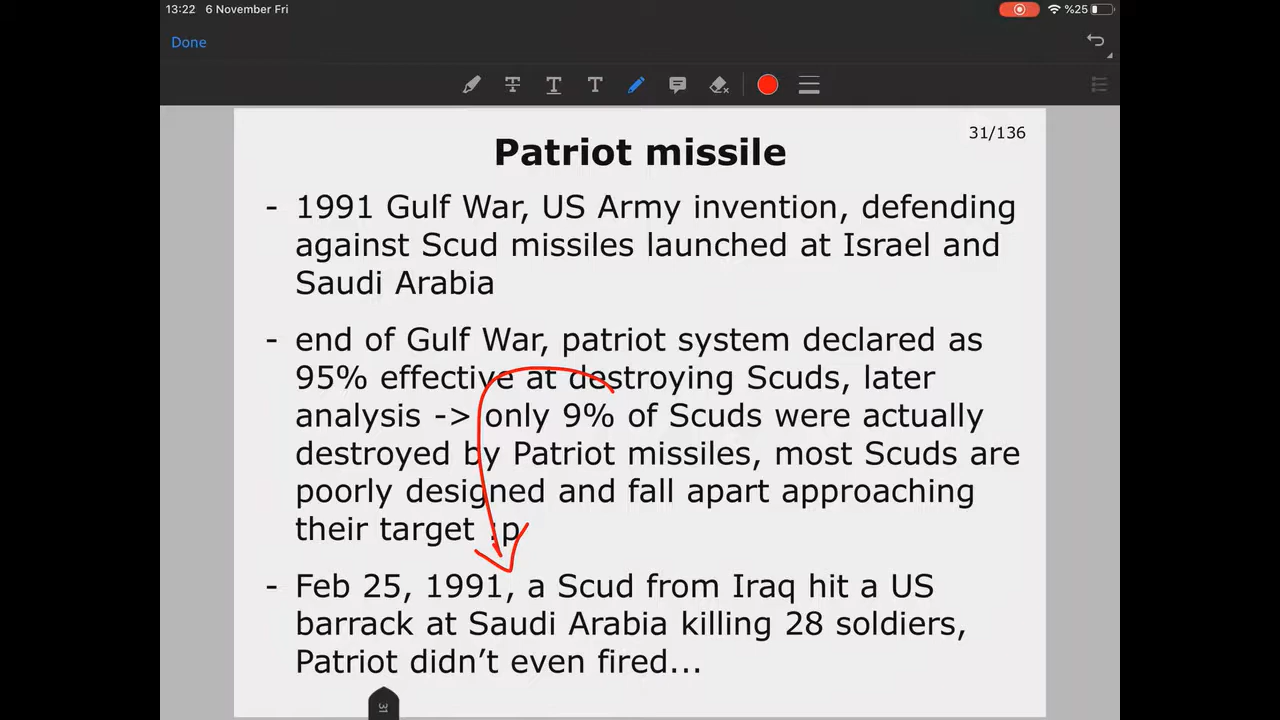 13:22 6 November Fri %25
Done
31/136
Patriot missile
- 1991 Gulf War, US Army invention, defending
against Scud missiles launched at Israel and
Saudi Arabia
- end of Gulf War, patriot system declared as
95% effective at destroying Scuds, later
analysis -> only 9% of Scuds were actually
destroyed by Patriot missiles, most Scuds are
poorly designed and fall apart approaching
their target :p
- Feb 25, 1991, a Scud from Iraq hit a US
barrack at Saudi Arabia killing 28 soldiers,
Patriot didn’t even fired...
31